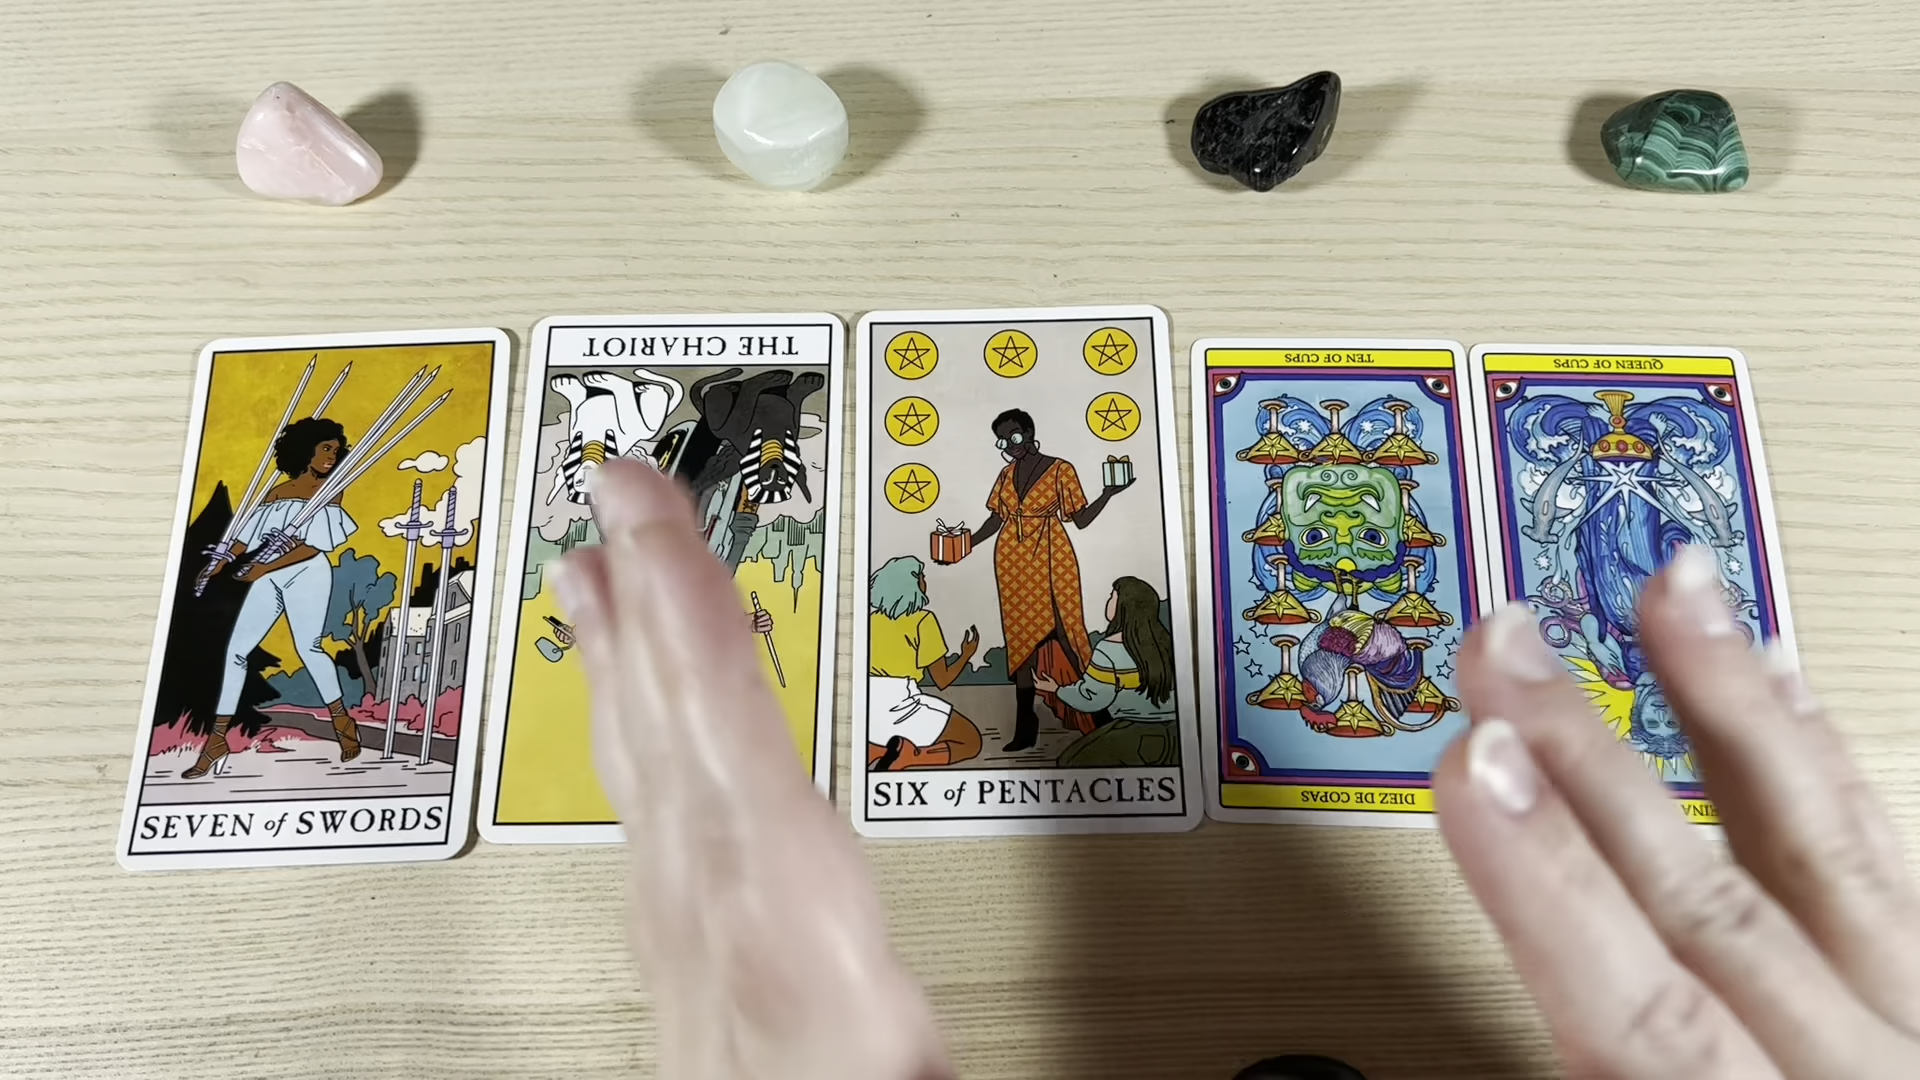 SEVEN of SWORDS
THE CHARIOT
SIX of PENTACLES
TEN OF CUPS
DIEZ DE COPAS
QUEEN OF CUPS